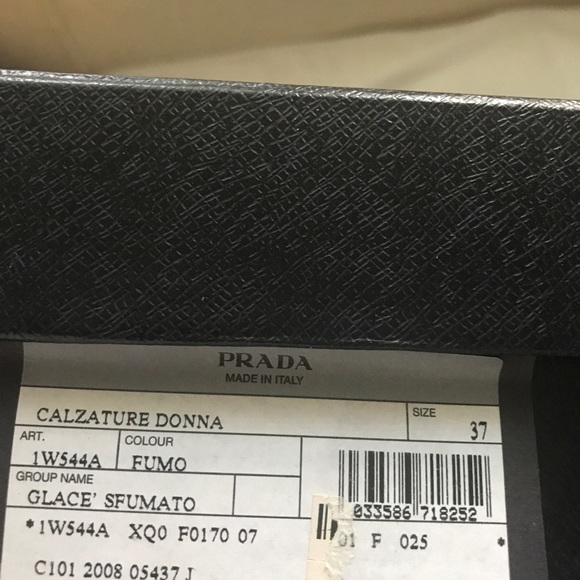 PRADA
MADE IN ITALY
CALZATURE DONNA
SIZE
37
ART.
1W544A
COLOUR
FUMO
GROUP NAME
GLACE' SFUMATO
033586 718252
*1W544A XQ0 F0170 07 01 F 025 *
C101 2008 05437 J